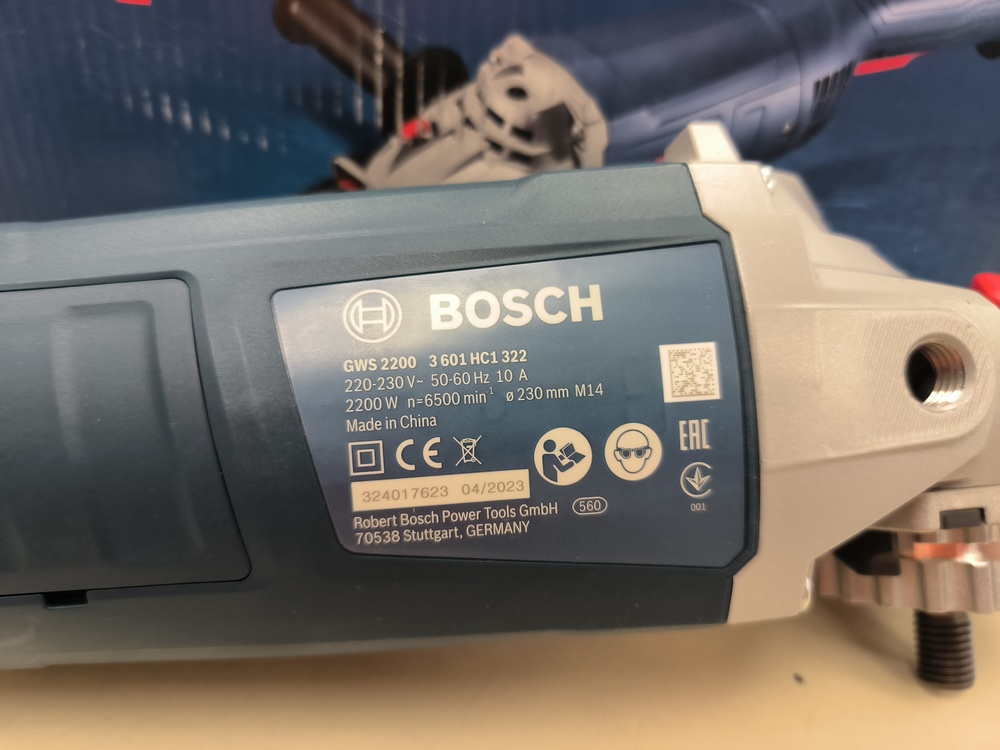 BOSCH
GWS 2200 3 601 HC1 322
220-230 V~ 50-60 Hz 10 A
2200 W n=6500 min⁻¹ ø 230 mm M14
Made in China
CE
EAC
324017623 04/2023
001
Robert Bosch Power Tools GmbH 560
70538 Stuttgart, GERMANY